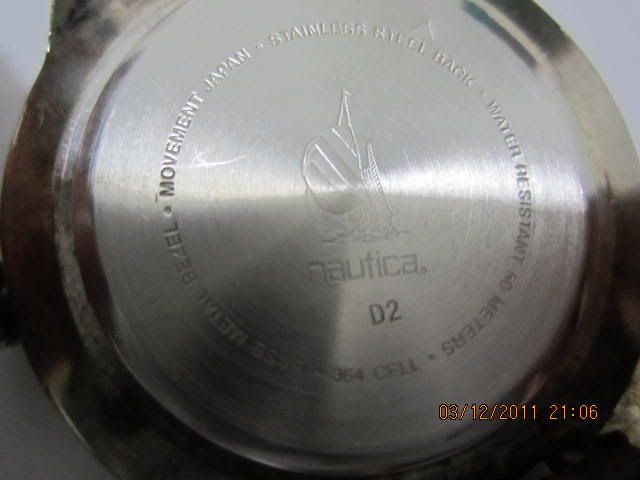 MOVEMENT JAPAN • STAINLESS STEEL BACK • WATER RESISTANT 50 METERS • 364 CELL • BASE METAL BEZEL •
nautica®
D2
03/12/2011 21:06